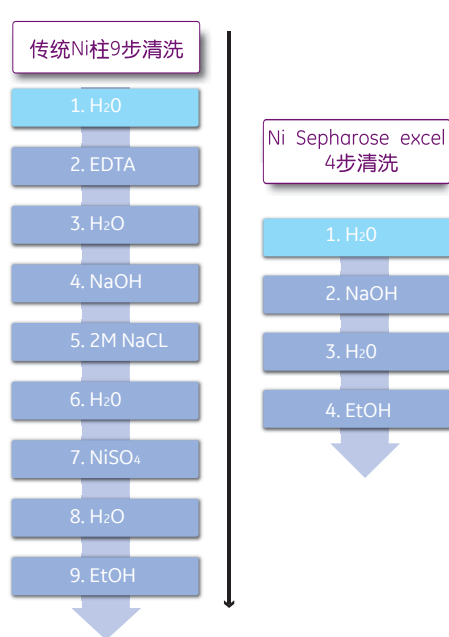 传统Ni柱9步清洗
1. H2O
2. EDTA
3. H2O
4. NaOH
5. 2M NaCL
6. H2O
7. NiSO4
8. H2O
9. EtOH
Ni Sepharose excel
4步清洗
1. H2O
2. NaOH
3. H2O
4. EtOH